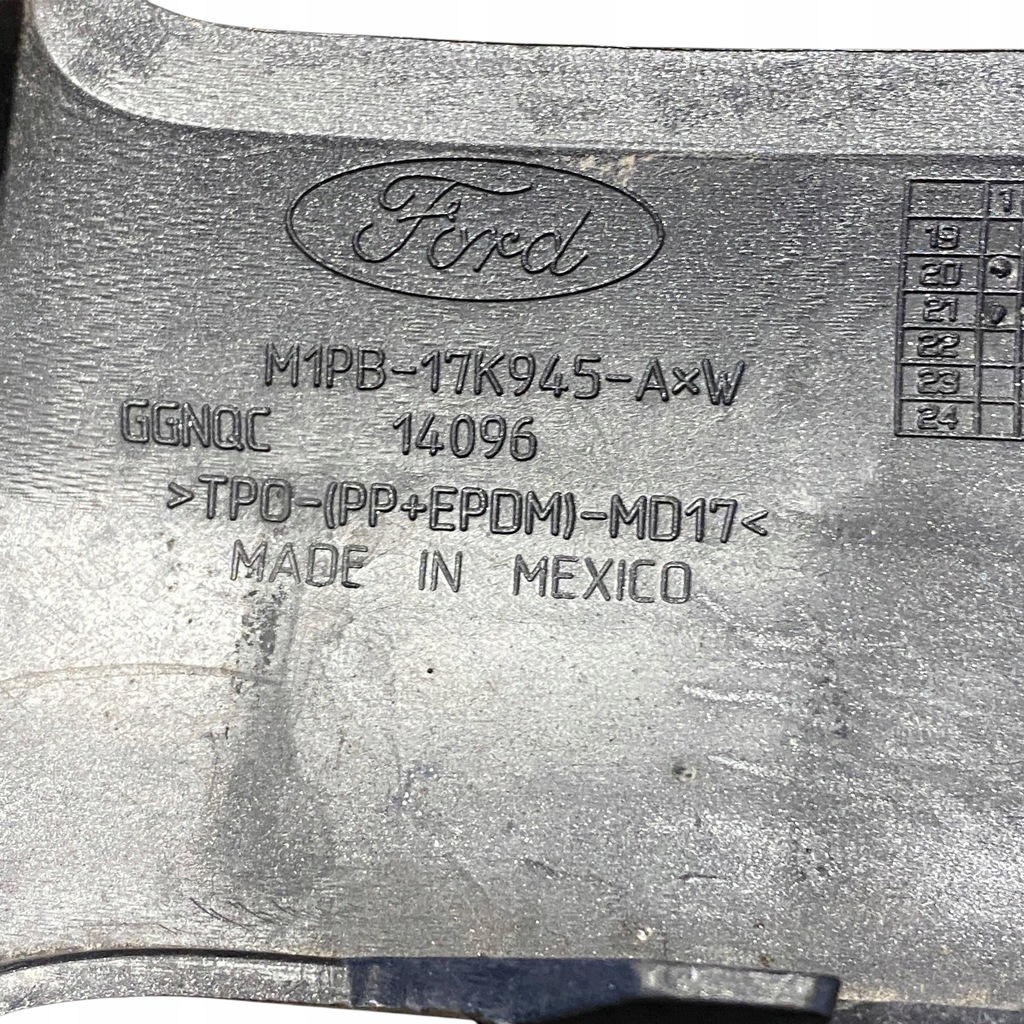 Ford
M1PB-17K945-A×W
GGNQC 14096
>TPO-(PP+EPDM)-MD17<
MADE IN MEXICO
1
19
20
21
22
23
24